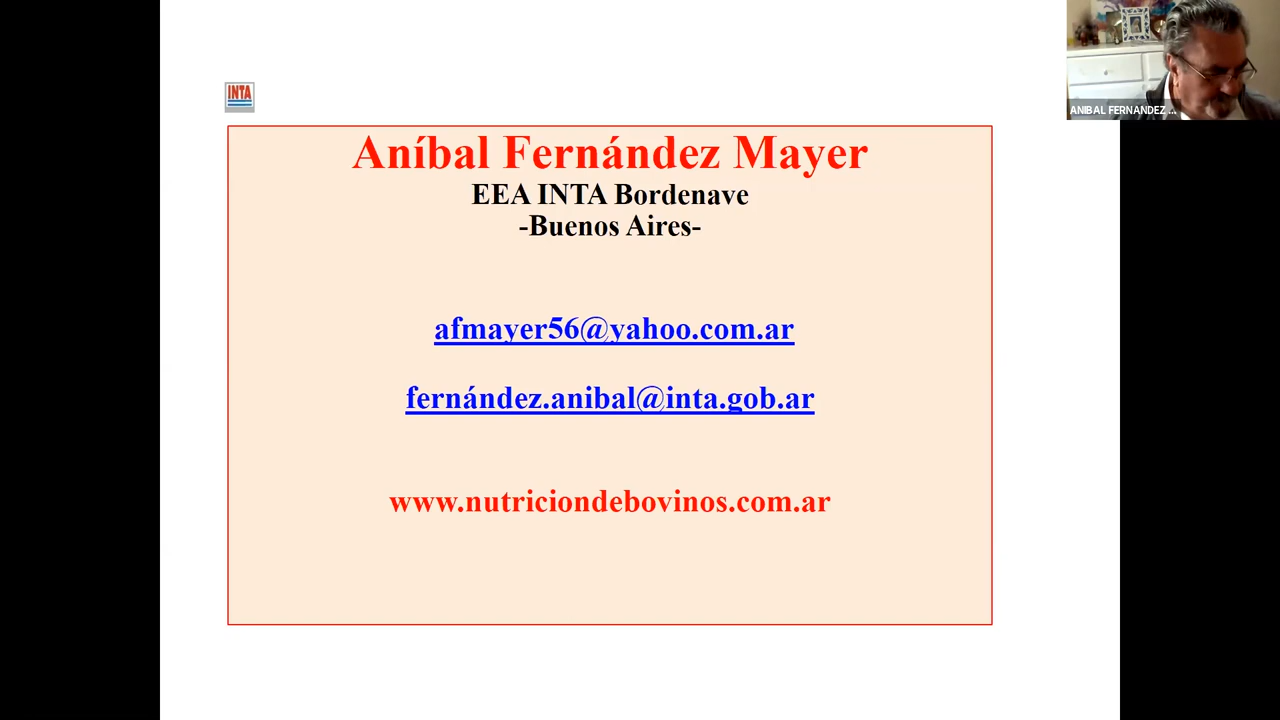 INTA
ANIBAL FERNANDEZ ...
Aníbal Fernández Mayer
EEA INTA Bordenave
-Buenos Aires-
afmayer56@yahoo.com.ar
fernández.anibal@inta.gob.ar
www.nutriciondebovinos.com.ar